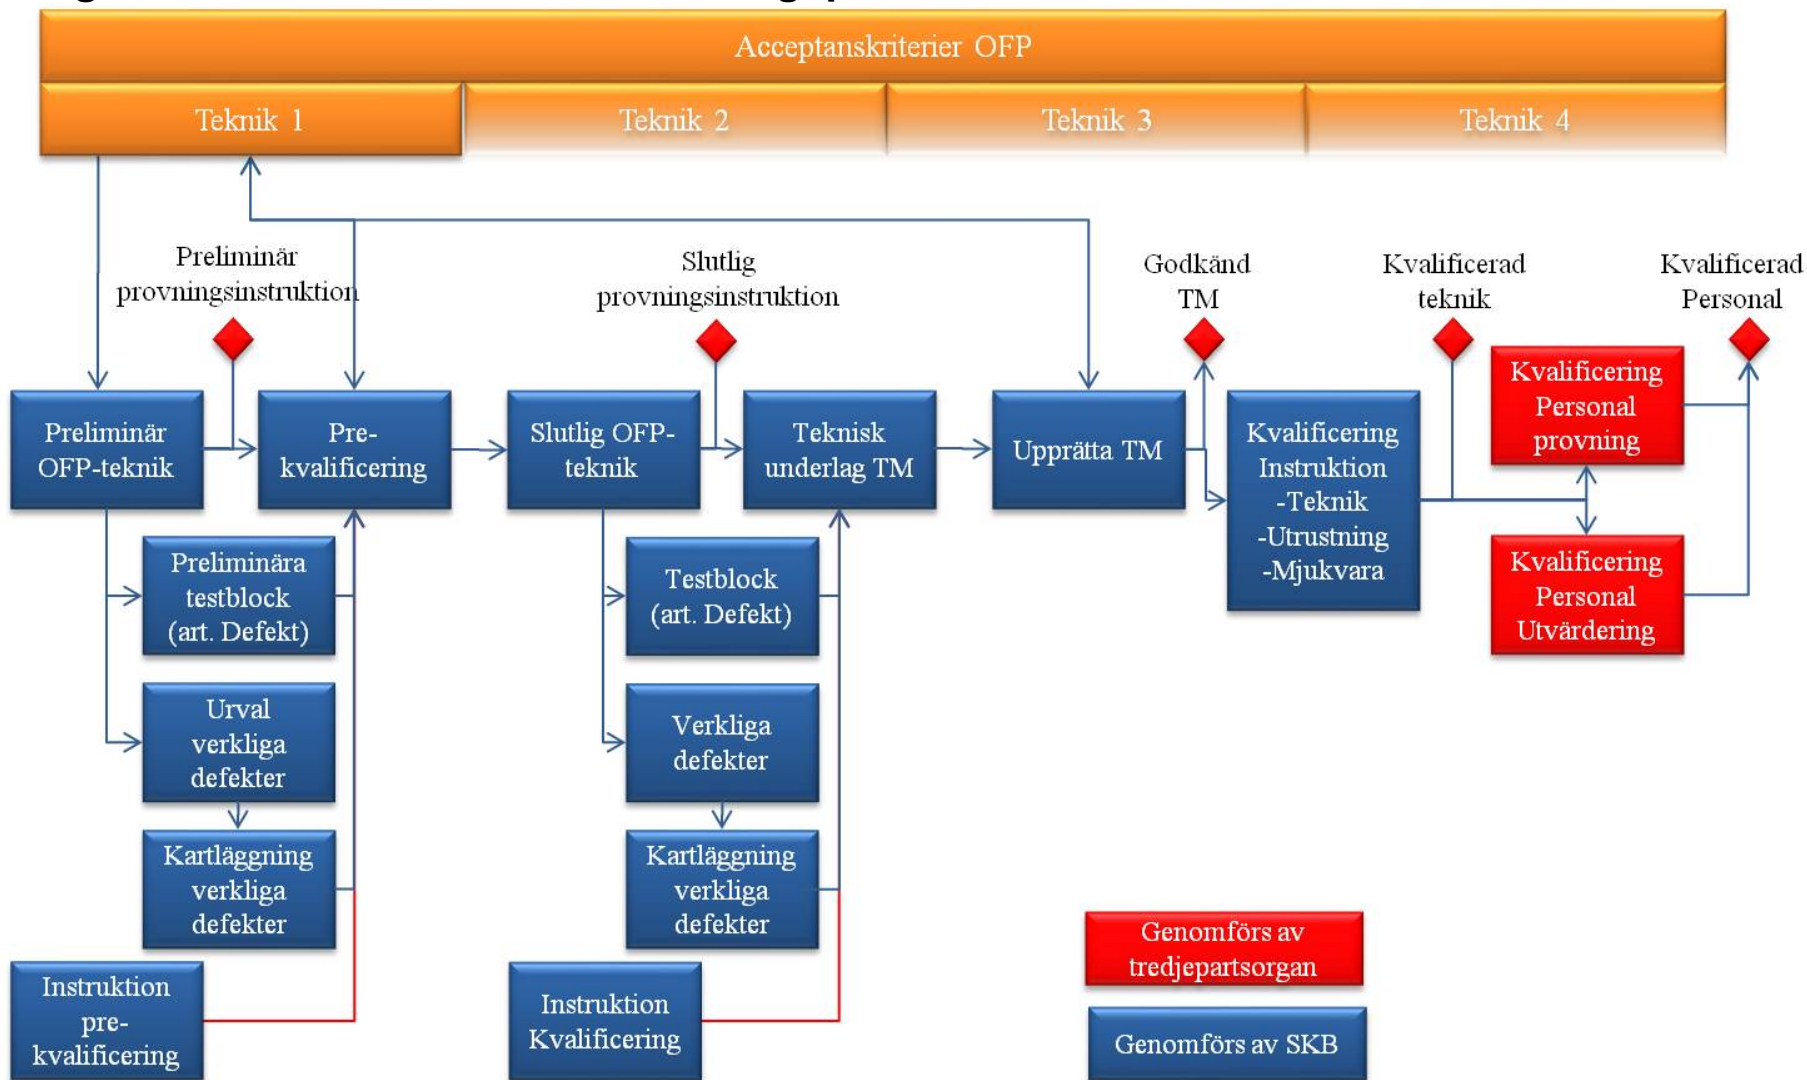 Acceptanskriterier OFP
Teknik 1
Teknik 2
Teknik 3
Teknik 4
Preliminär
provningsinstruktion
Slutlig
provningsinstruktion
Godkänd
TM
Kvalificerad
teknik
Kvalificerad
Personal
Preliminär
OFP-teknik
Pre-
kvalificering
Slutlig OFP-
teknik
Teknisk
underlag TM
Upprätta TM
Kvalificering
Instruktion
-Teknik
-Utrustning
-Mjukvara
Kvalificering
Personal
provning
Kvalificering
Personal
Utvärdering
Preliminära
testblock
(art. Defekt)
Testblock
(art. Defekt)
Urval
verkliga
defekter
Verkliga
defekter
Kartläggning
verkliga
defekter
Kartläggning
verkliga
defekter
Instruktion
pre-
kvalificering
Instruktion
Kvalificering
Genomförs av
tredjepartsorgan
Genomförs av SKB